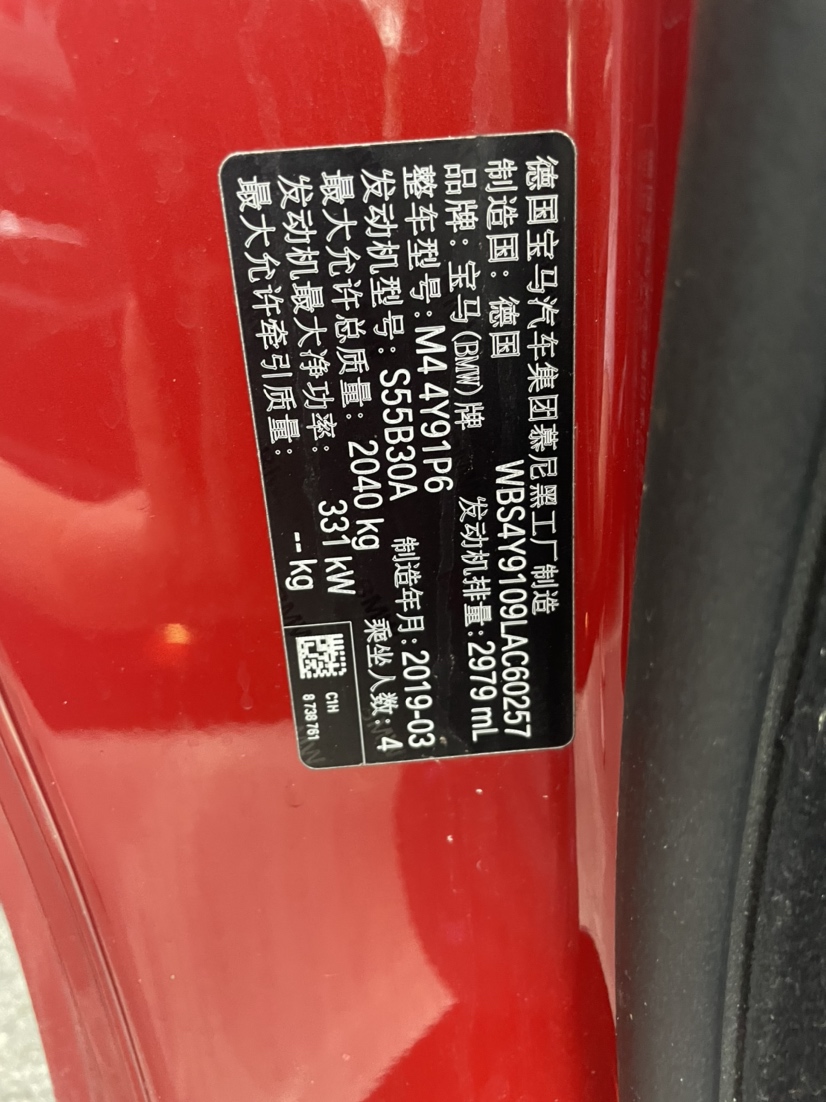 德国宝马汽车集团慕尼黑工厂制造
制造国：德国 WBS4Y9109LAC60257
品牌：宝马(BMW)牌 发动机排量:2979 mL
整车型号：M4 4Y91P6 制造年月:2019-03
发动机型号：S55B30A 乘坐人数:4
最大允许总质量：2040 kg
发动机最大净功率：331 kW
最大允许牵引质量： -- kg
C1H
8 738 761